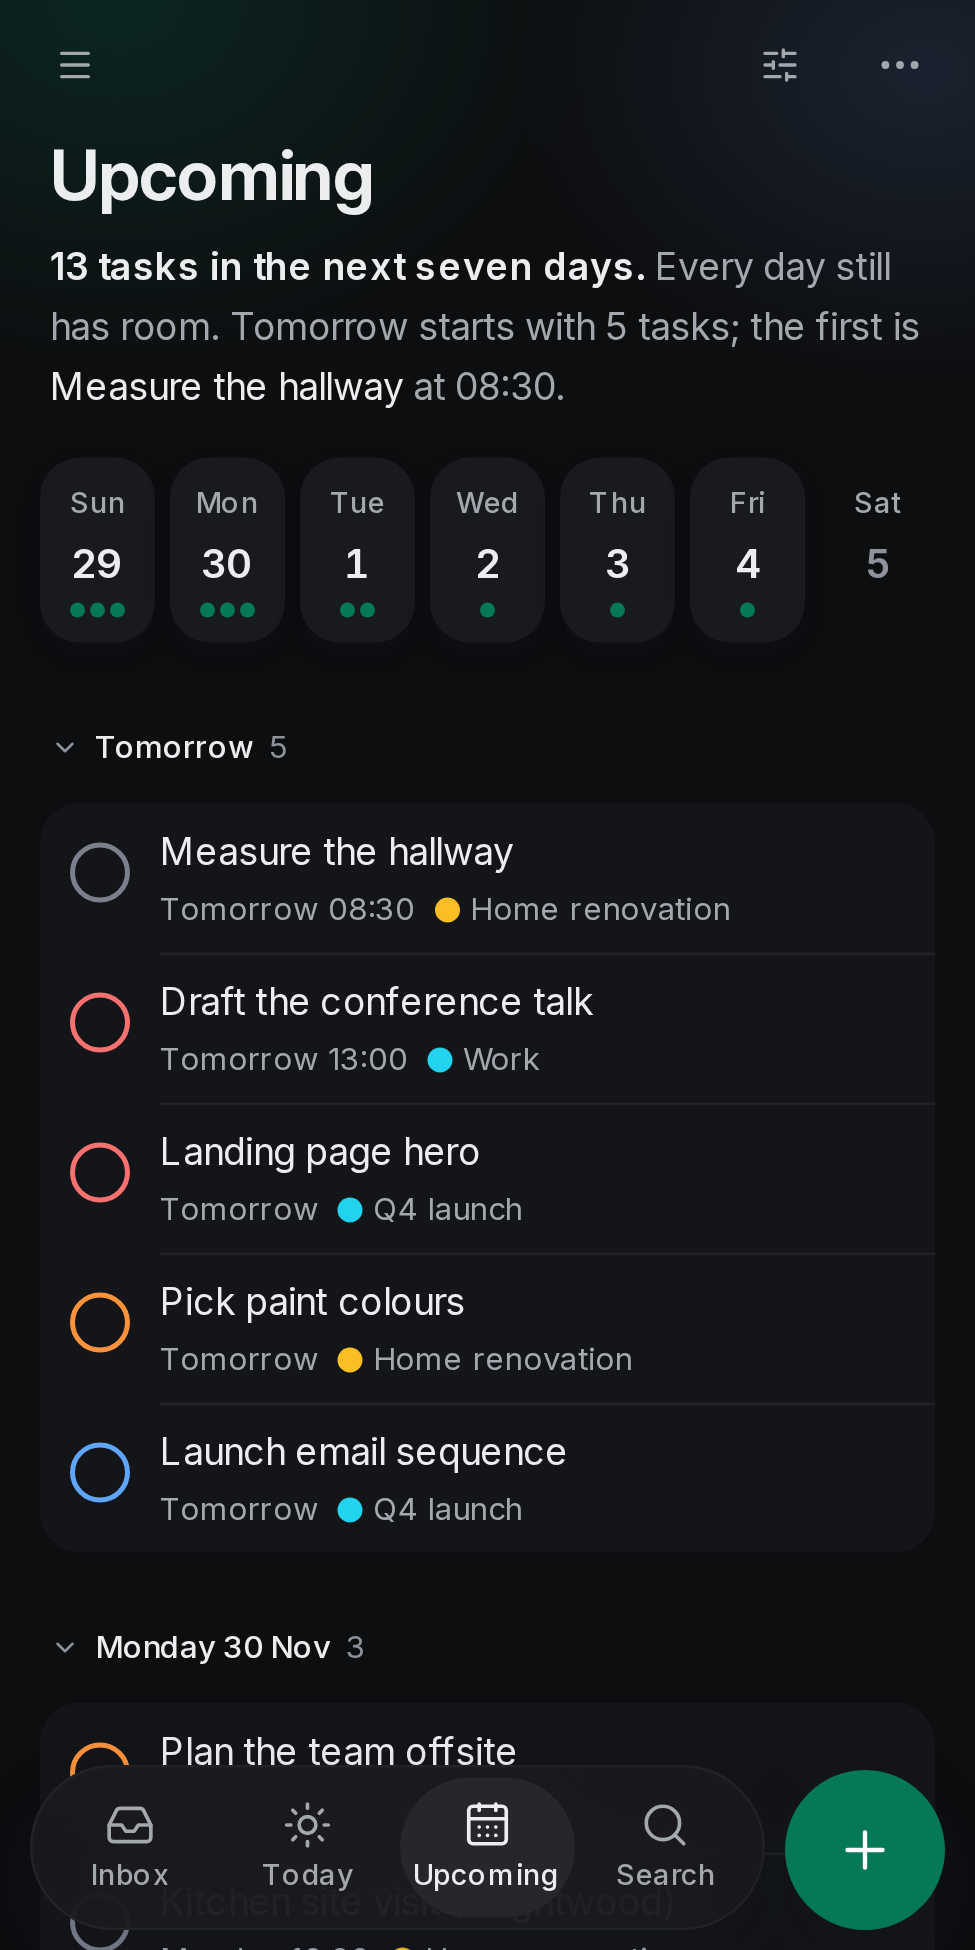 Upcoming
13 tasks in the next seven days. Every day still
has room. Tomorrow starts with 5 tasks; the first is
Measure the hallway at 08:30.
Sun Mon Tue Wed Thu Fri Sat
29 30 1 2 3 4 5
Tomorrow 5
Measure the hallway
Tomorrow 08:30 Home renovation
Draft the conference talk
Tomorrow 13:00 Work
Landing page hero
Tomorrow Q4 launch
Pick paint colours
Tomorrow Home renovation
Launch email sequence
Tomorrow Q4 launch
Monday 30 Nov 3
Plan the team offsite
Inbox Today Upcoming Search
Kitchen site